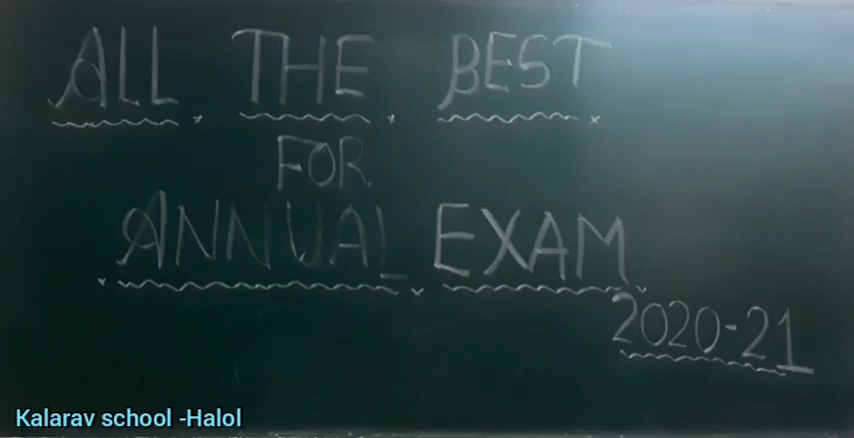 ALL THE BEST
FOR
ANNUAL EXAM
2020-21
Kalarav school -Halol